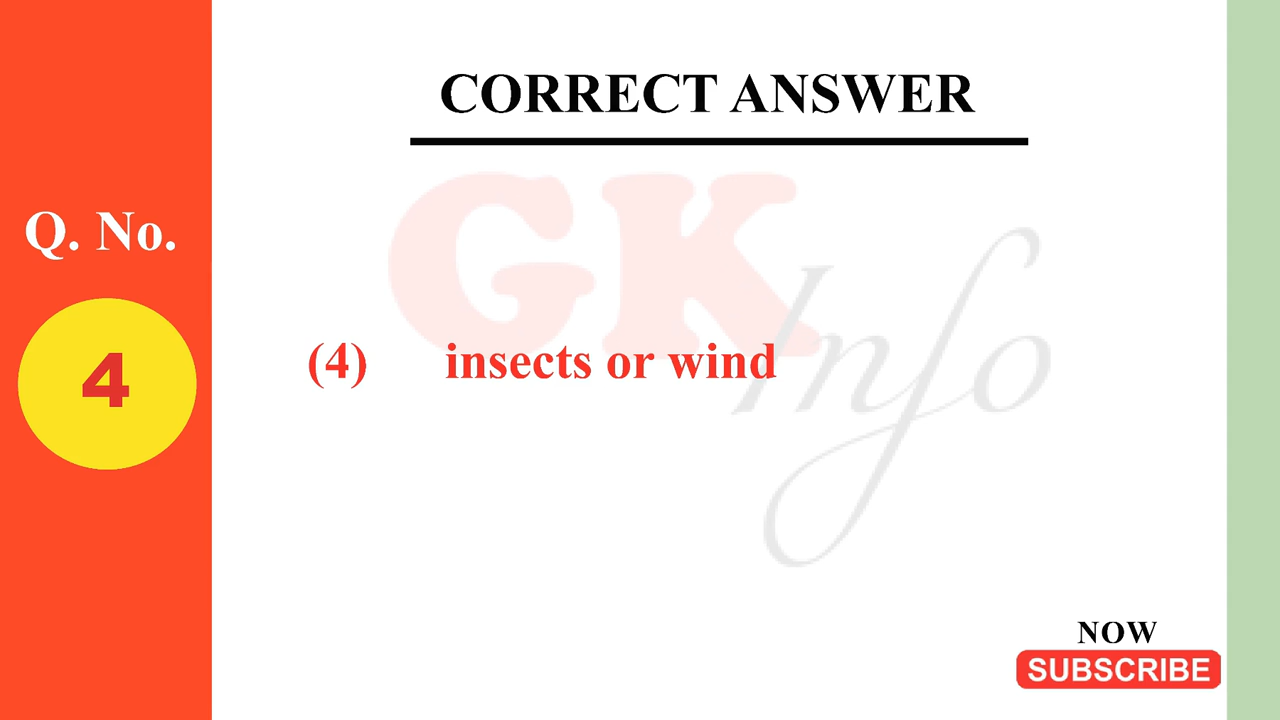 CORRECT ANSWER
Q. No.
4
GK
Info
(4) insects or wind
NOW
SUBSCRIBE